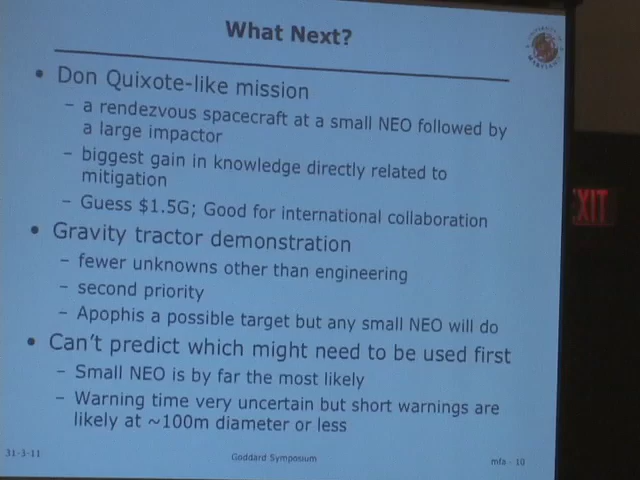 What Next?
• Don Quixote-like mission
– a rendezvous spacecraft at a small NEO followed by
a large impactor
– biggest gain in knowledge directly related to
mitigation
– Guess $1.5G; Good for international collaboration
• Gravity tractor demonstration
– fewer unknowns other than engineering
– second priority
– Apophis a possible target but any small NEO will do
• Can't predict which might need to be used first
– Small NEO is by far the most likely
– Warning time very uncertain but short warnings are
likely at ~100m diameter or less
31-3-11
Goddard Symposium
mfa - 10
EXIT